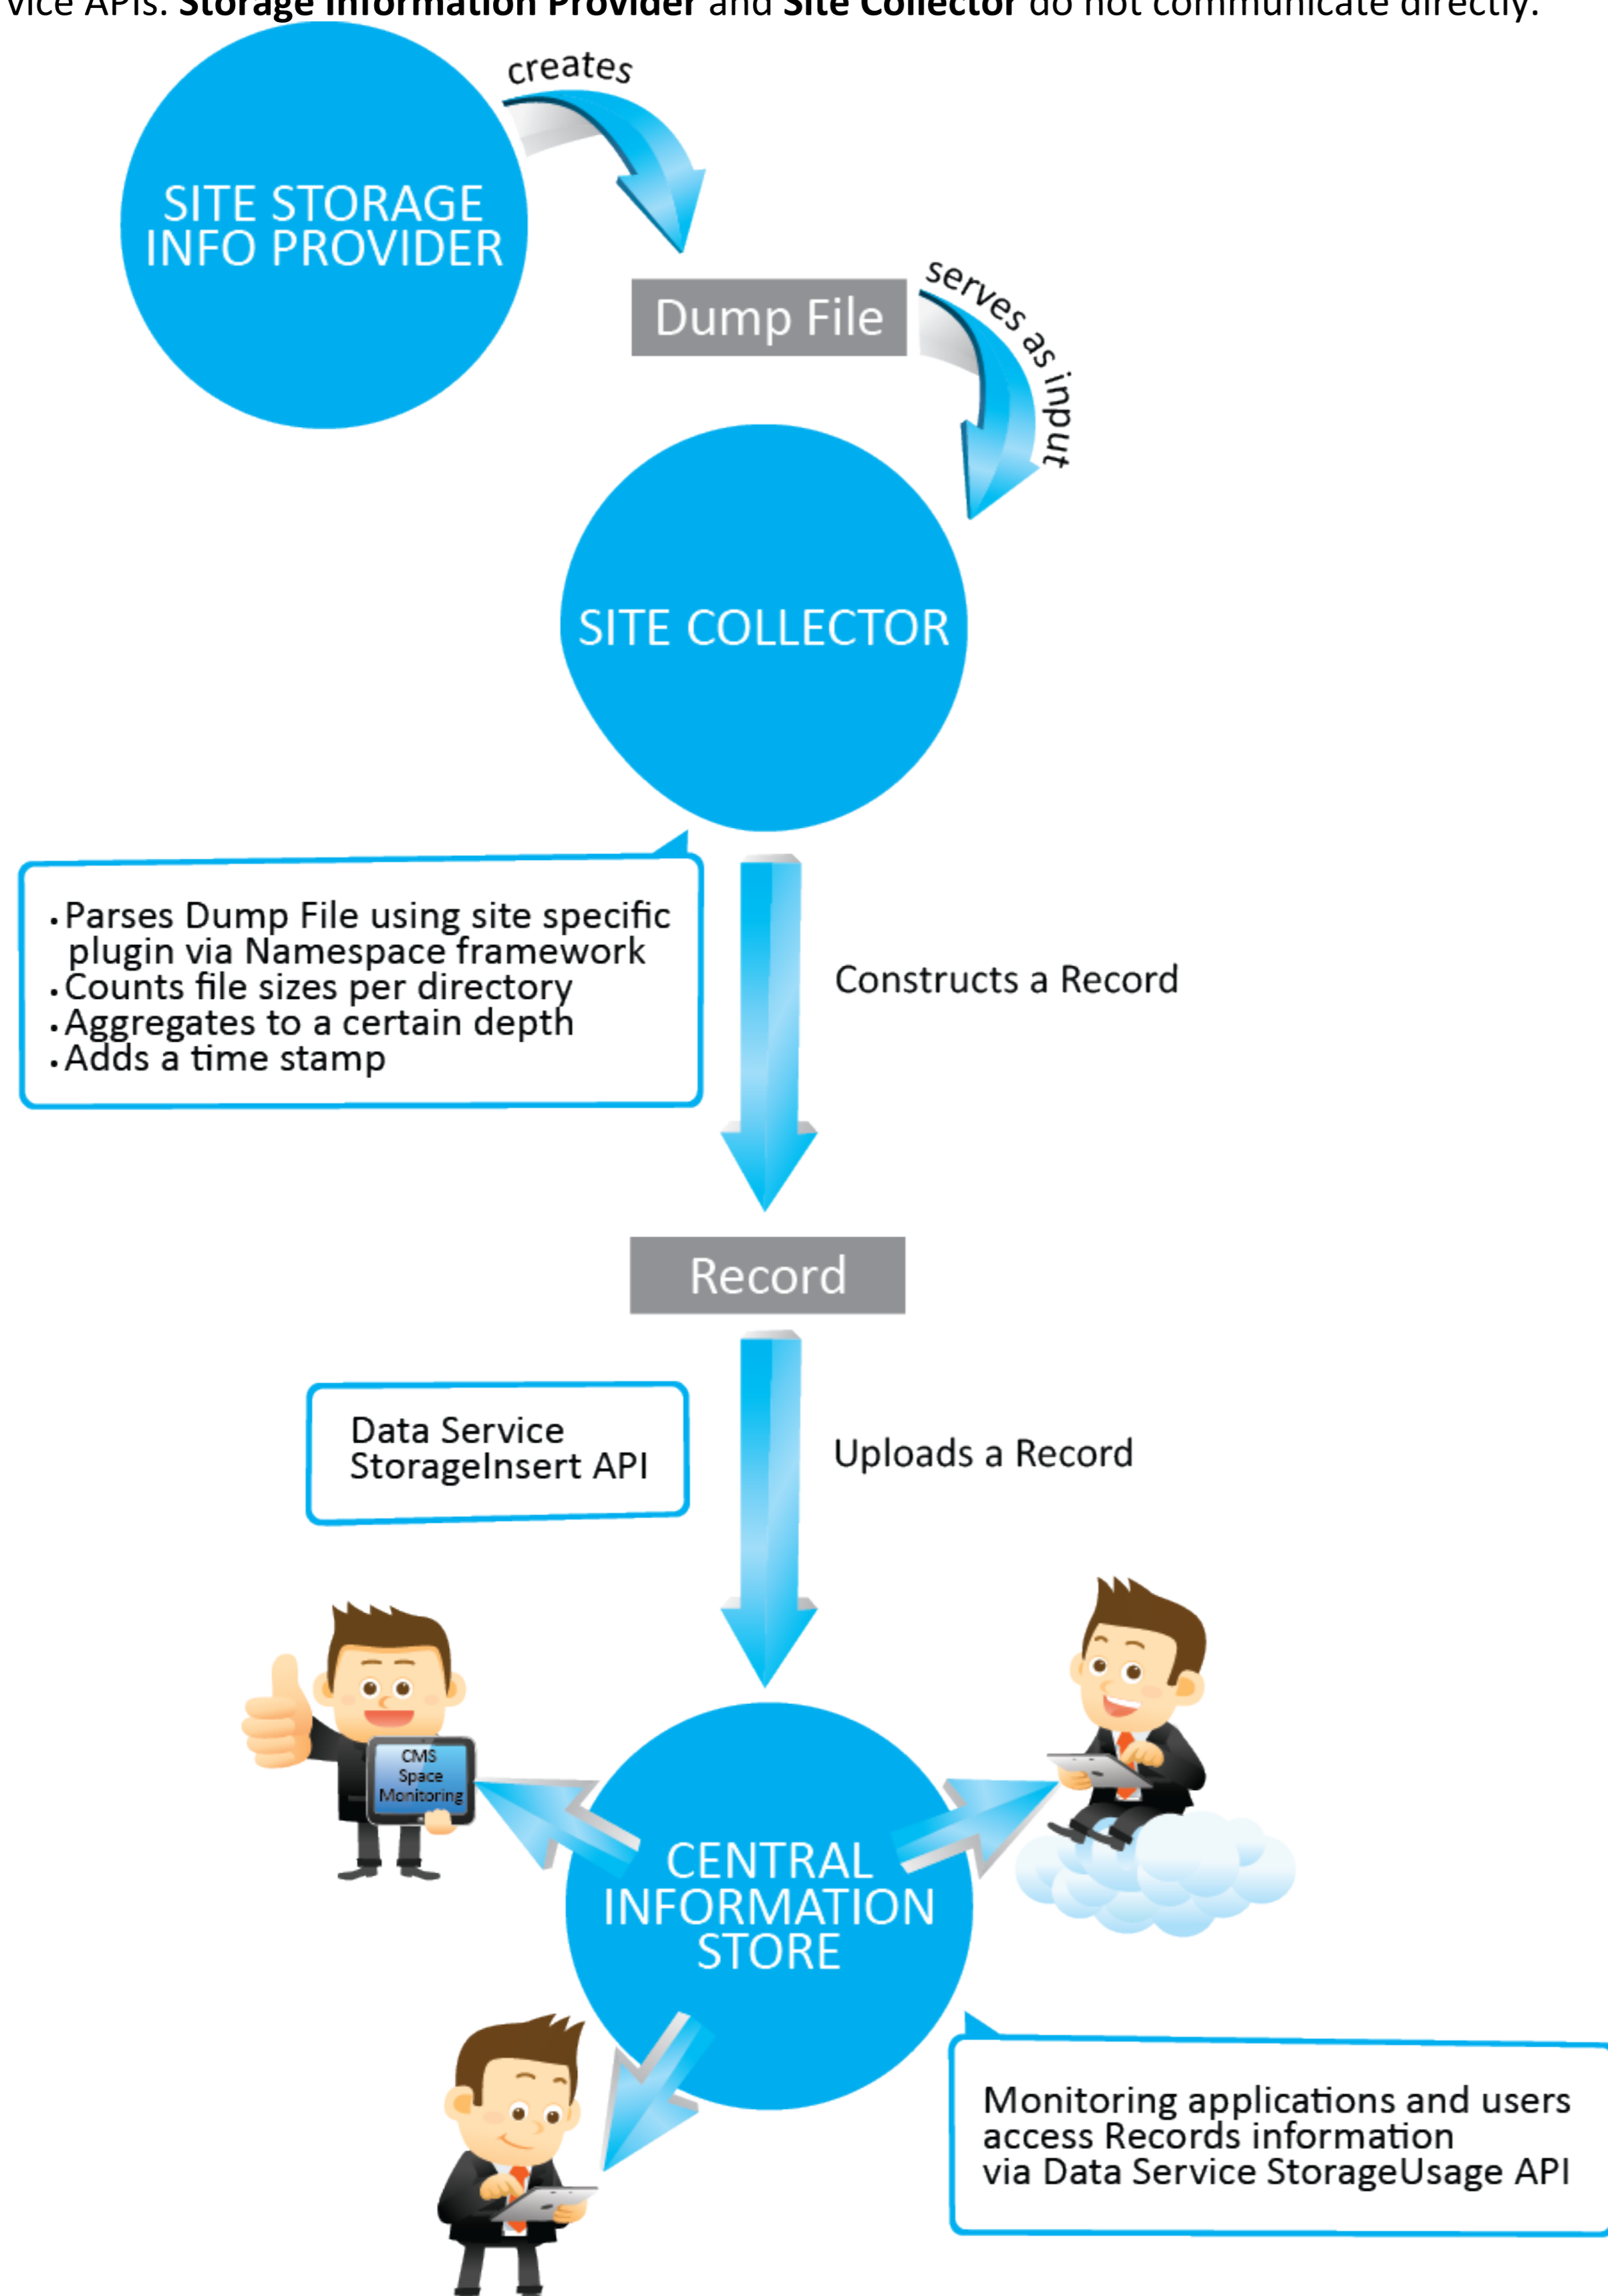 vice APIs. Storage Information Provider and Site Collector do not communicate directly.
creates
SITE STORAGE
INFO PROVIDER
Dump File
serves as input
SITE COLLECTOR
· Parses Dump File using site specific
plugin via Namespace framework
· Counts file sizes per directory
· Aggregates to a certain depth
· Adds a time stamp
Constructs a Record
Record
Data Service
StorageInsert API
Uploads a Record
CMS
Space
Monitoring
CENTRAL
INFORMATION
STORE
Monitoring applications and users
access Records information
via Data Service StorageUsage API